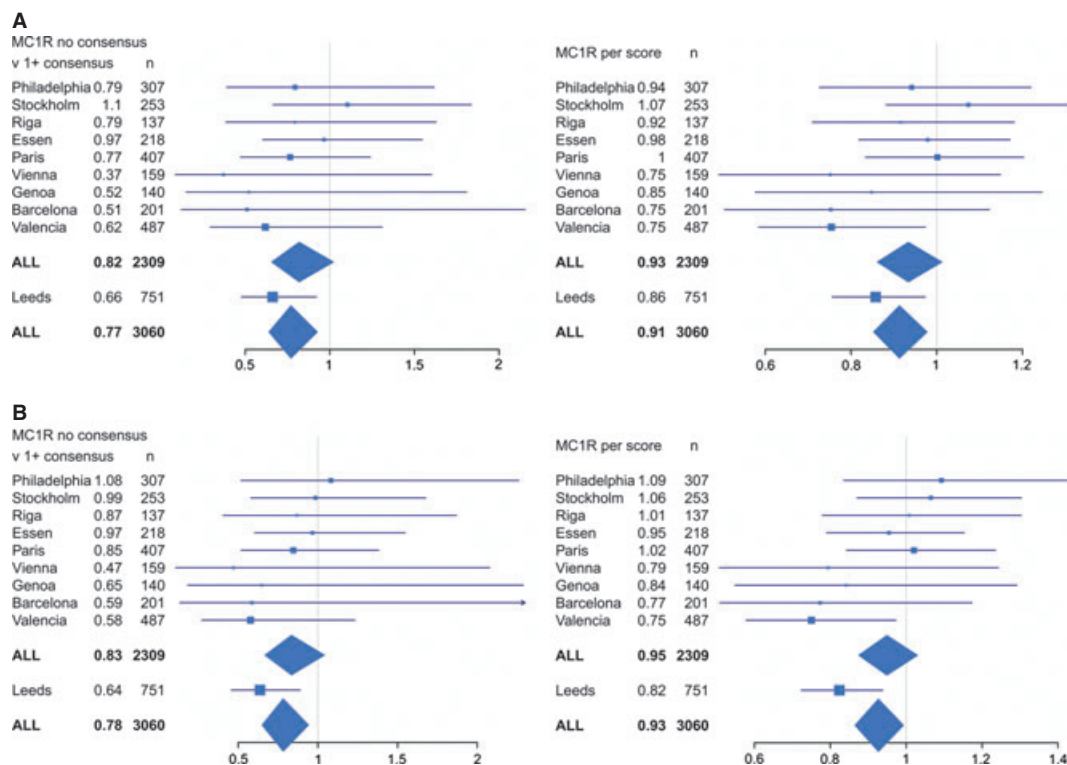 A
MC1R no consensus
v 1+ consensus n
Philadelphia 0.79 307
Stockholm 1.1 253
Riga 0.79 137
Essen 0.97 218
Paris 0.77 407
Vienna 0.37 159
Genoa 0.52 140
Barcelona 0.51 201
Valencia 0.62 487
ALL 0.82 2309
Leeds 0.66 751
ALL 0.77 3060
0.5 1 1.5 2
MC1R per score n
Philadelphia 0.94 307
Stockholm 1.07 253
Riga 0.92 137
Essen 0.98 218
Paris 1 407
Vienna 0.75 159
Genoa 0.85 140
Barcelona 0.75 201
Valencia 0.75 487
ALL 0.93 2309
Leeds 0.86 751
ALL 0.91 3060
0.6 0.8 1 1.2
B
MC1R no consensus
v 1+ consensus n
Philadelphia 1.08 307
Stockholm 0.99 253
Riga 0.87 137
Essen 0.97 218
Paris 0.85 407
Vienna 0.47 159
Genoa 0.65 140
Barcelona 0.59 201
Valencia 0.58 487
ALL 0.83 2309
Leeds 0.64 751
ALL 0.78 3060
0.5 1 1.5 2
MC1R per score n
Philadelphia 1.09 307
Stockholm 1.06 253
Riga 1.01 137
Essen 0.95 218
Paris 1.02 407
Vienna 0.79 159
Genoa 0.84 140
Barcelona 0.77 201
Valencia 0.75 487
ALL 0.95 2309
Leeds 0.82 751
ALL 0.93 3060
0.6 0.8 1 1.2 1.4